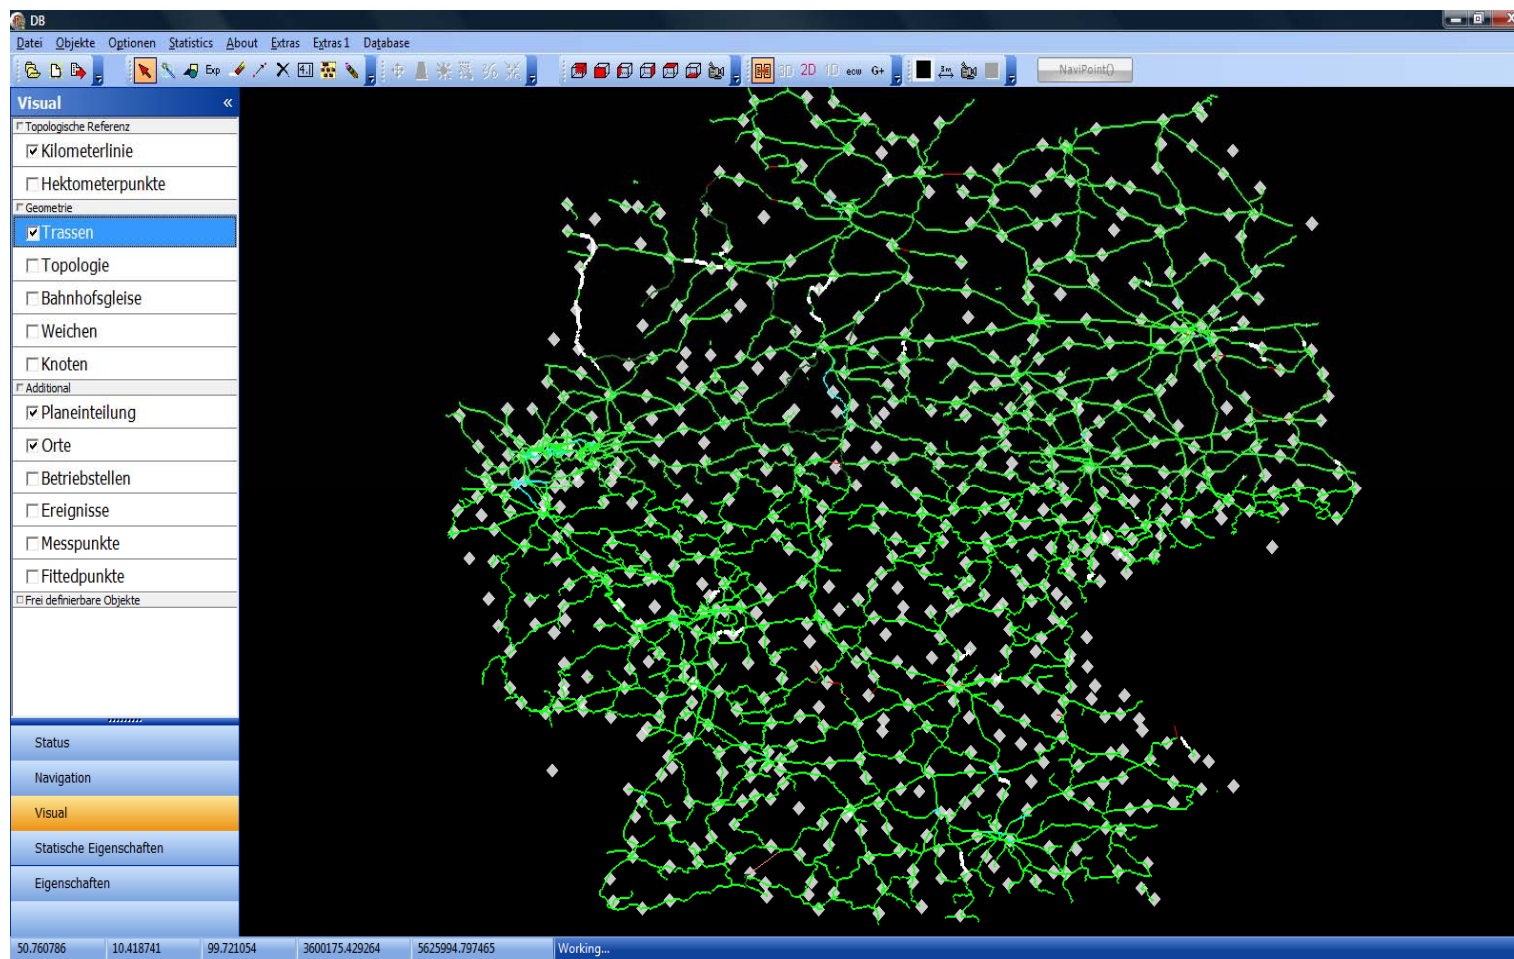 DB
Datei Objekte Optionen Statistics About Extras Extras1 Database
Exp 3D 2D 1D ecw G+ 3m NaviPoint()
Visual «
Topologische Referenz
Kilometerlinie
Hektometerpunkte
Geometrie
Trassen
Topologie
Bahnhofsgleise
Weichen
Knoten
Additional
Planeinteilung
Orte
Betriebstellen
Ereignisse
Messpunkte
Fittedpunkte
Frei definierbare Objekte
Status
Navigation
Visual
Statische Eigenschaften
Eigenschaften
50.760786 10.418741 99.721054 3600175.429264 5625994.797465 Working...